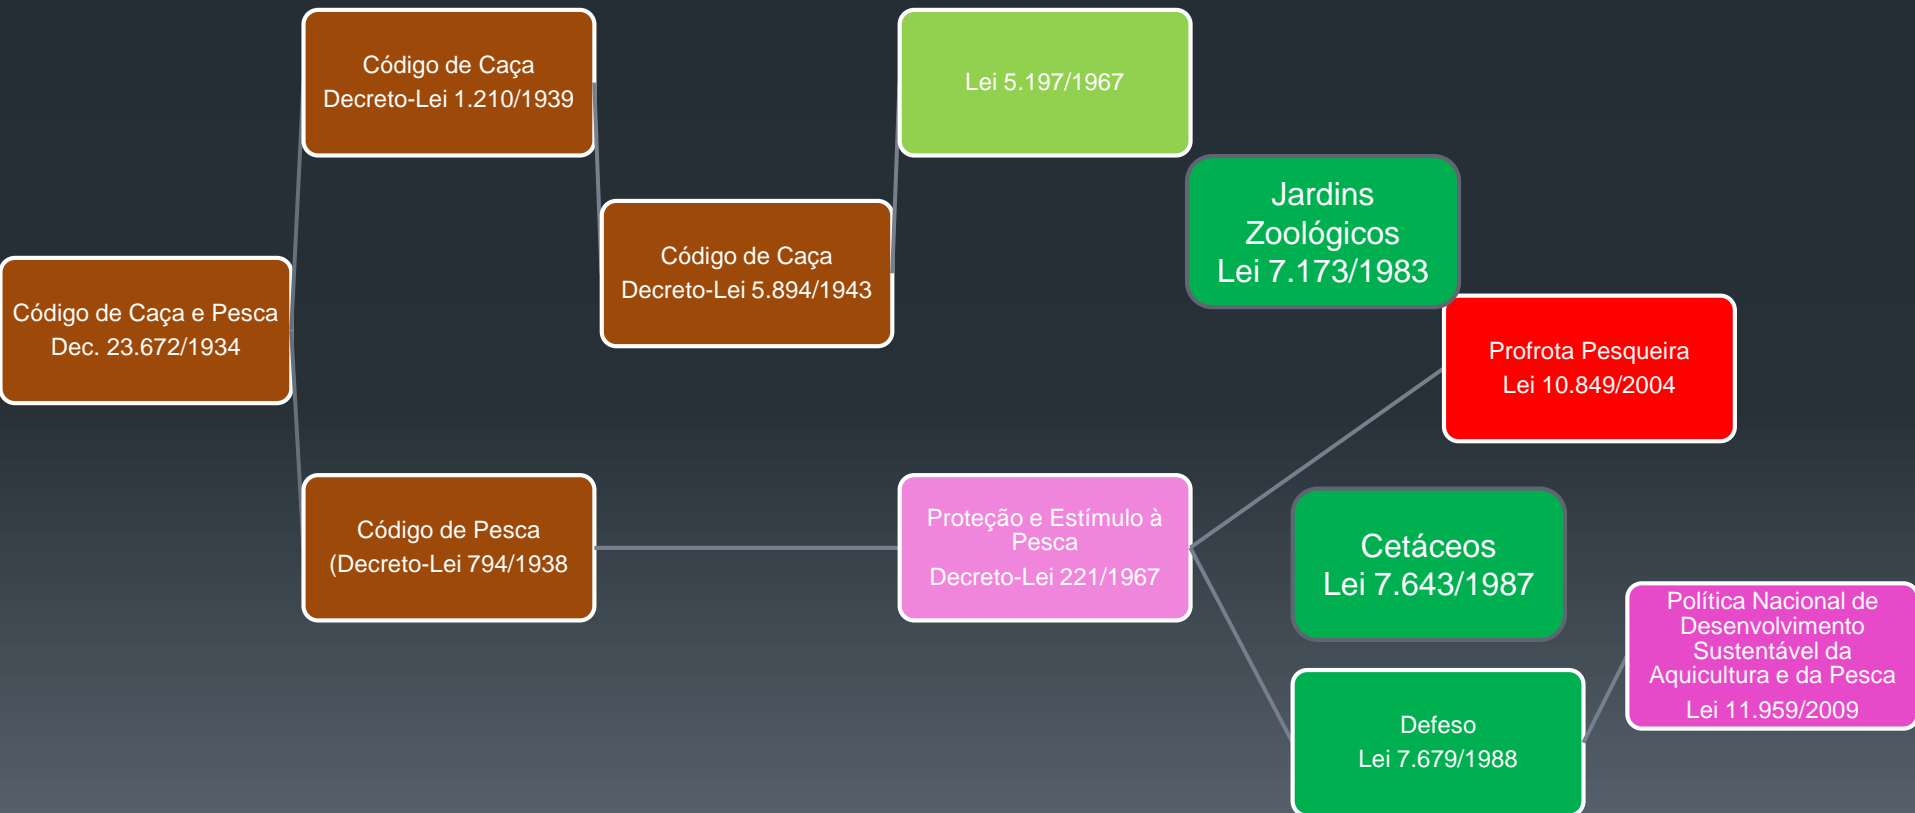 Código de Caça
Decreto-Lei 1.210/1939
Lei 5.197/1967
Jardins
Zoológicos
Lei 7.173/1983
Código de Caça
Decreto-Lei 5.894/1943
Código de Caça e Pesca
Dec. 23.672/1934
Profrota Pesqueira
Lei 10.849/2004
Código de Pesca
(Decreto-Lei 794/1938
Proteção e Estímulo à
Pesca
Decreto-Lei 221/1967
Cetáceos
Lei 7.643/1987
Política Nacional de
Desenvolvimento
Sustentável da
Aquicultura e da Pesca
Lei 11.959/2009
Defeso
Lei 7.679/1988